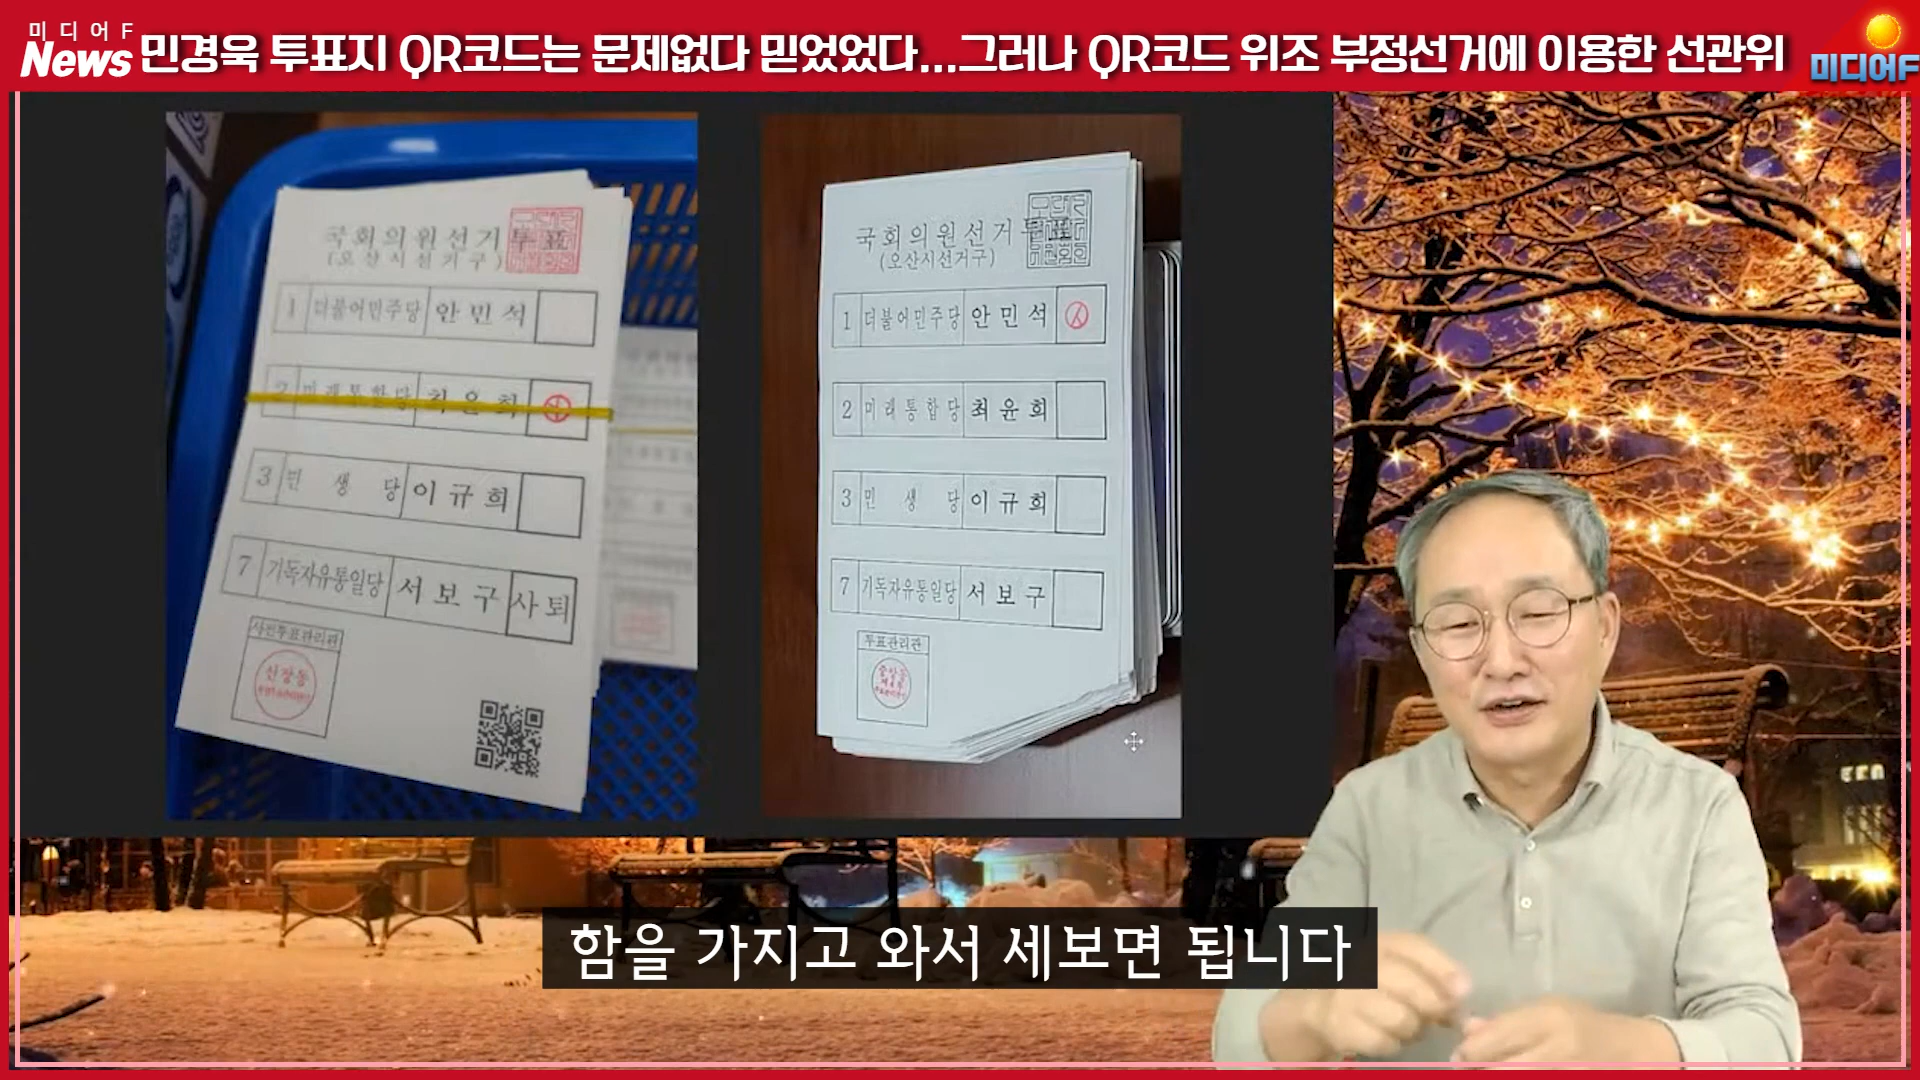 미디어F
News
민경욱 투표지 QR코드는 문제없다 믿었었다...그러나 QR코드 위조 부정선거에 이용한 선관위
미디어F
국회의원선거투표
(오산시선거구)
1 더불어민주당 안민석
2 미래통합당 최윤희
3 민생당 이규희
7 기독자유통일당 서보구 사퇴
사전투표관리관
국회의원선거투표
(오산시선거구)
1 더불어민주당 안민석
2 미래통합당 최윤희
3 민생당 이규희
7 기독자유통일당 서보구
투표관리관
함을 가지고 와서 세보면 됩니다